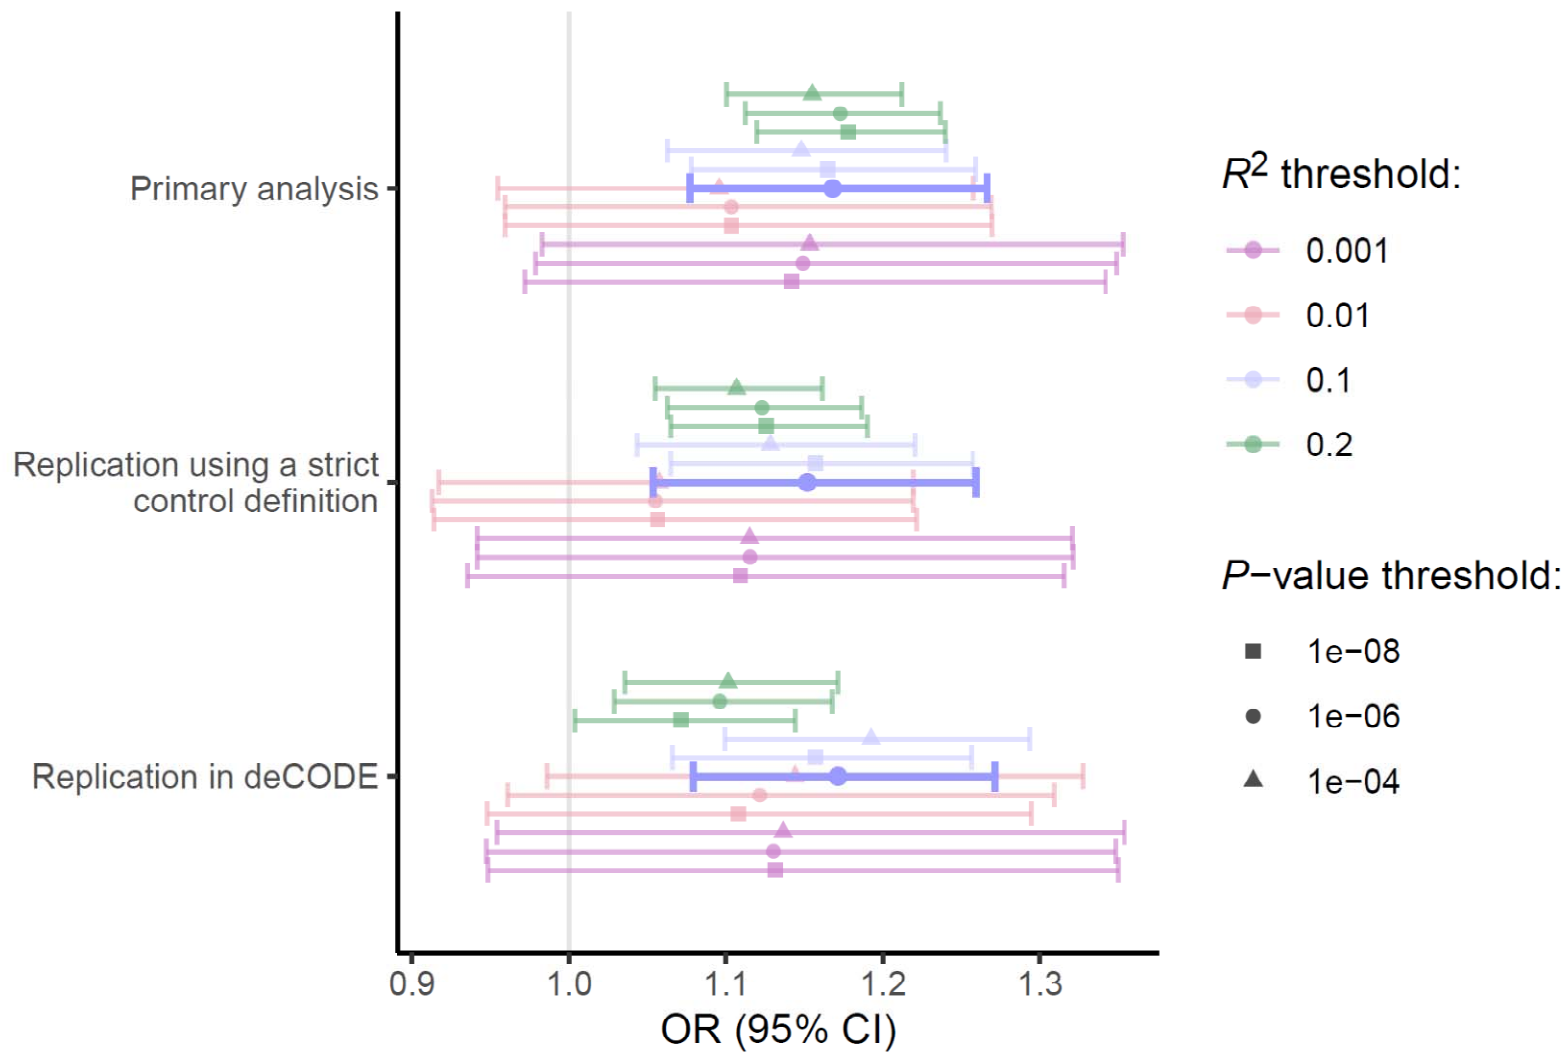 Primary analysis
Replication using a strict
control definition
Replication in deCODE
0.9 1.0 1.1 1.2 1.3
OR (95% CI)
R² threshold:
0.001
0.01
0.1
0.2
P−value threshold:
1e−08
1e−06
1e−04